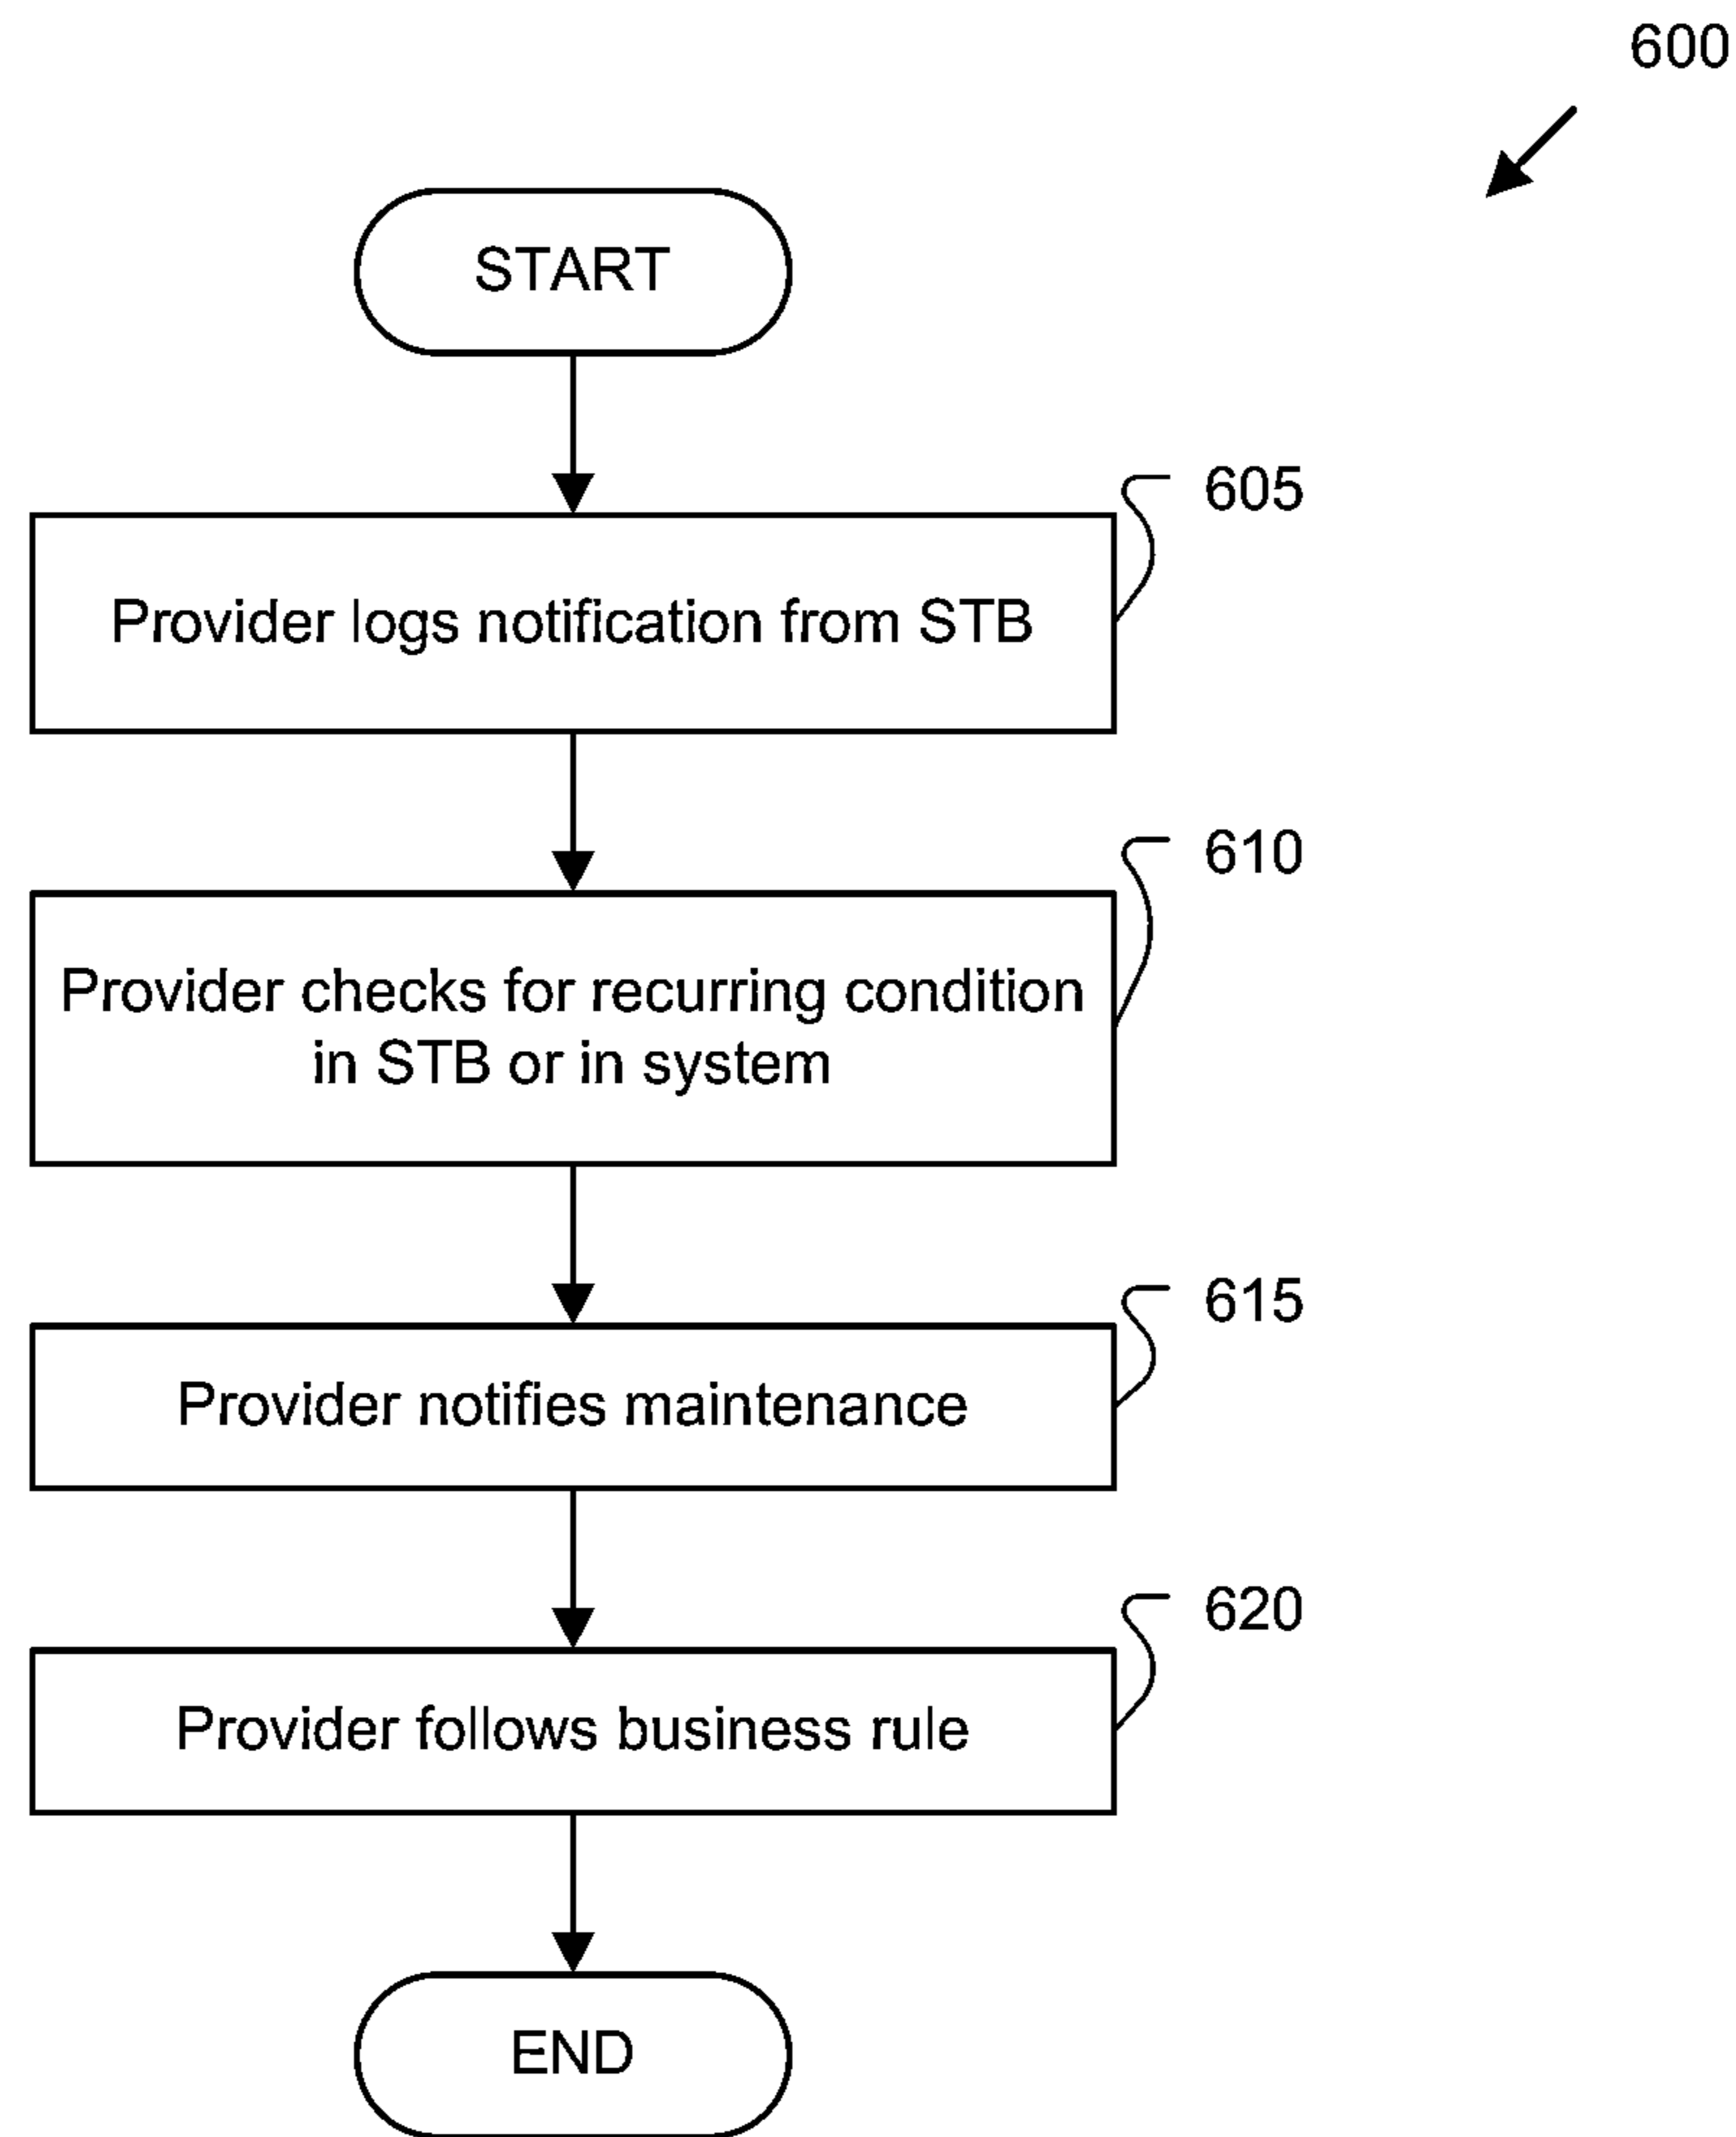 600
START
605
Provider logs notification from STB
610
Provider checks for recurring condition
in STB or in system
615
Provider notifies maintenance
620
Provider follows business rule
END